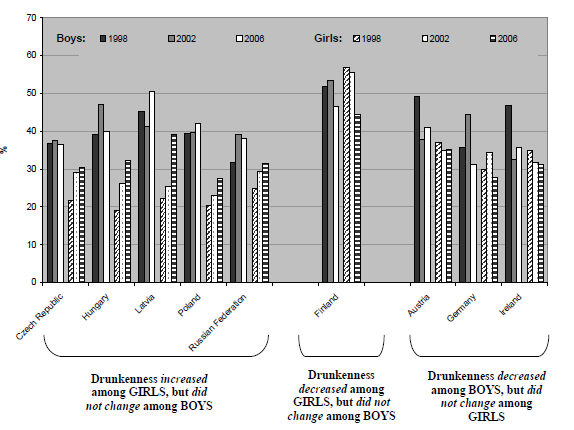 70
60
50
40
30
20
10
0
%
Boys: 1998 2002 2006 Girls: 1998 2002 2006
Czech Republic
Hungary
Latvia
Poland
Russian Federation
Finland
Austria
Germany
Ireland
Drunkenness increased
among GIRLS, but did
not change among BOYS
Drunkenness
decreased among
GIRLS, but did not
change among BOYS
Drunkenness decreased
among BOYS, but did
not change among
GIRLS